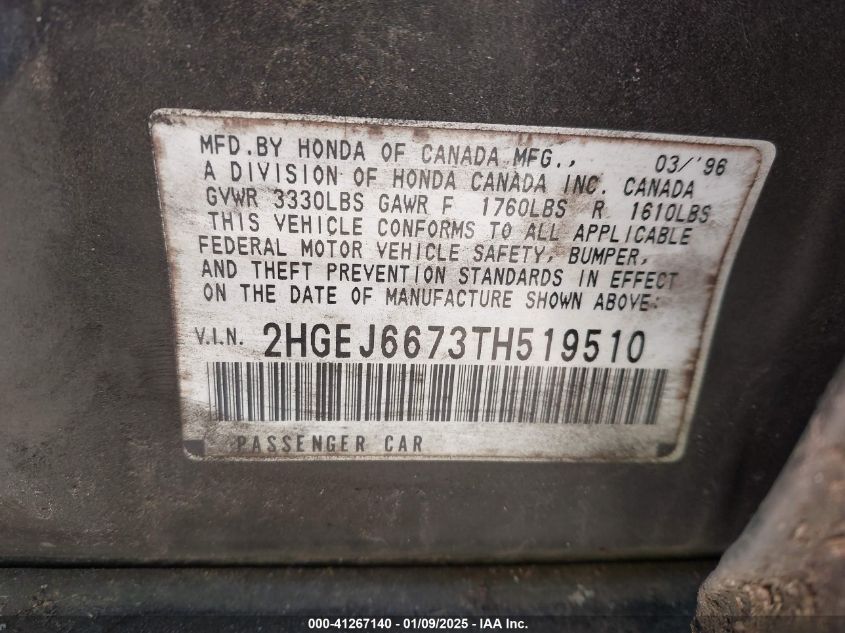 MFD.BY HONDA OF CANADA MFG., 03/'96
A DIVISION OF HONDA CANADA INC. CANADA
GVWR 3330LBS GAWR F 1760LBS R 1610LBS
THIS VEHICLE CONFORMS TO ALL APPLICABLE
FEDERAL MOTOR VEHICLE SAFETY, BUMPER,
AND THEFT PREVENTION STANDARDS IN EFFECT
ON THE DATE OF MANUFACTURE SHOWN ABOVE:
V.I.N. 2HGEJ6673TH519510
PASSENGER CAR
000-41267140 - 01/09/2025 - IAA Inc.